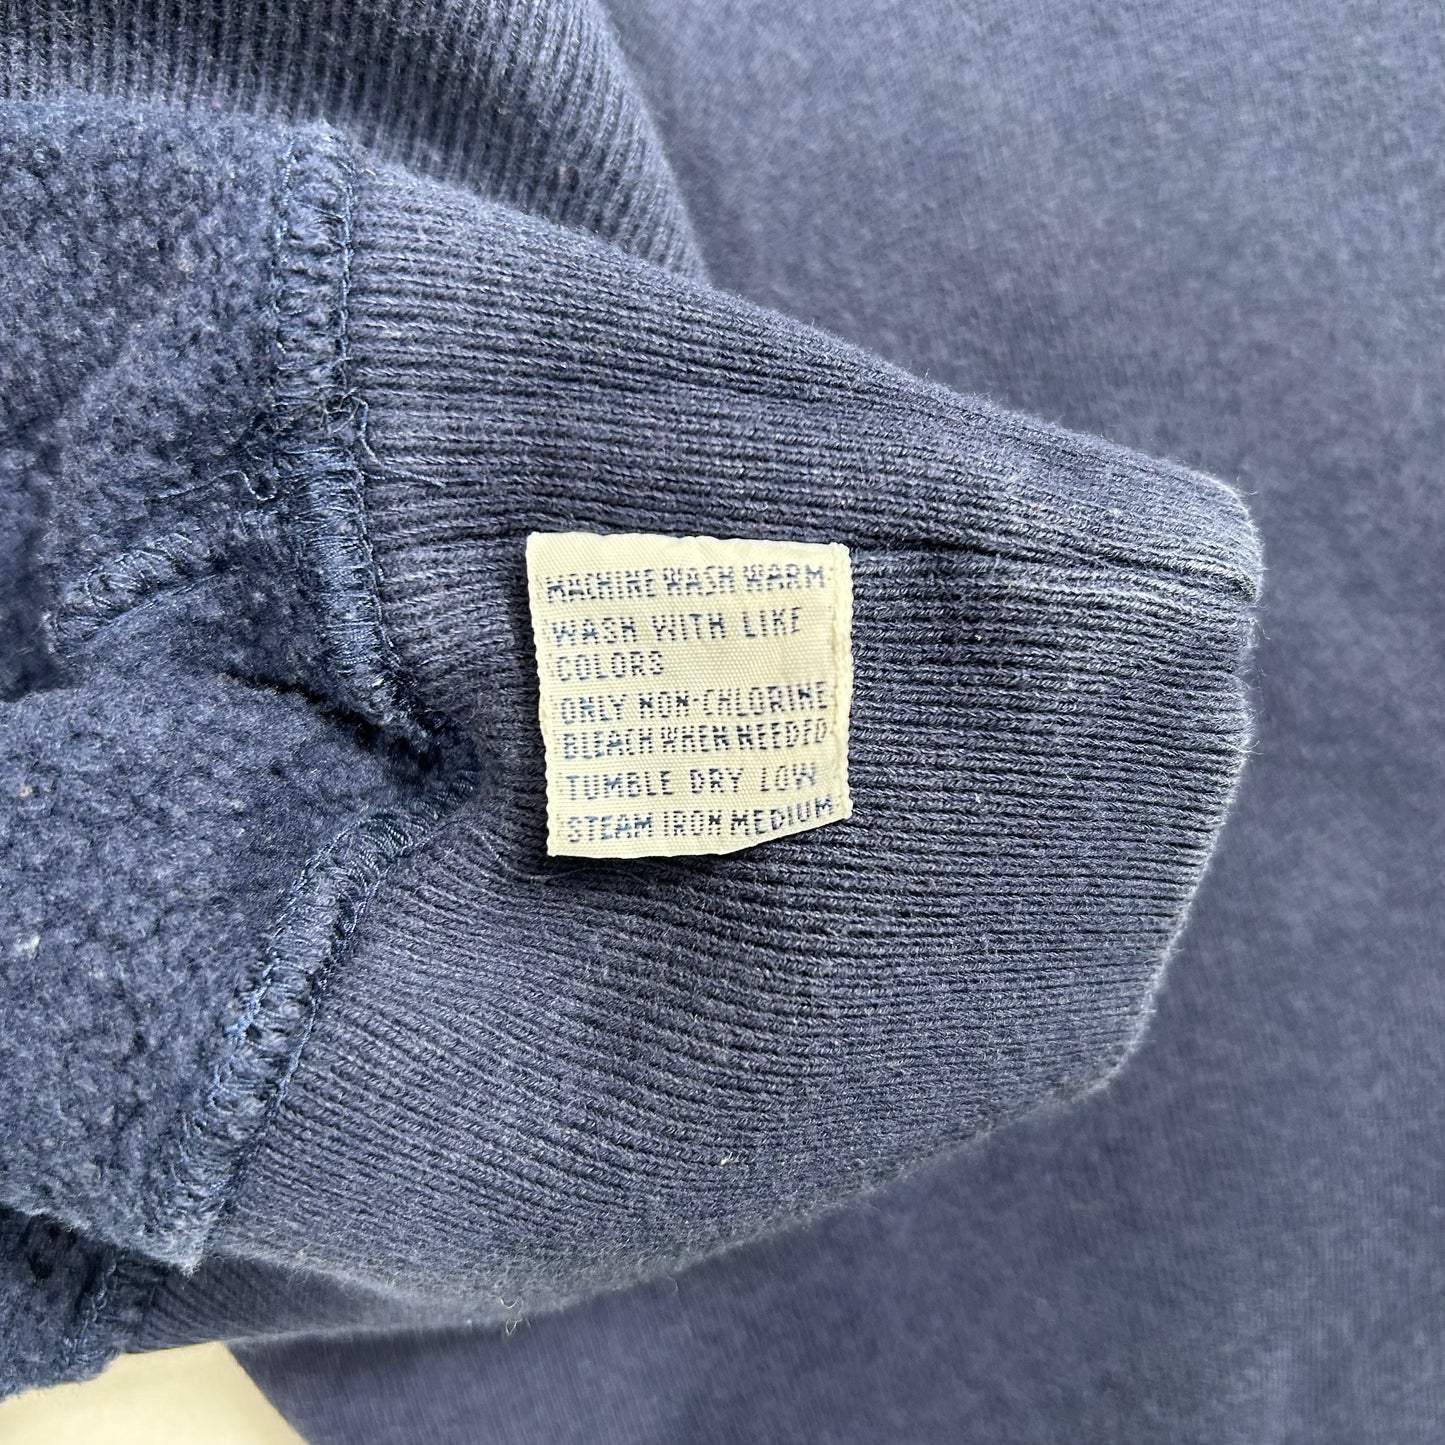 MACHINE WASH WARM
WASH WITH LIKE
COLORS
ONLY NON-CHLORINE
BLEACH WHEN NEEDED
TUMBLE DRY LOW
STEAM IRON MEDIUM